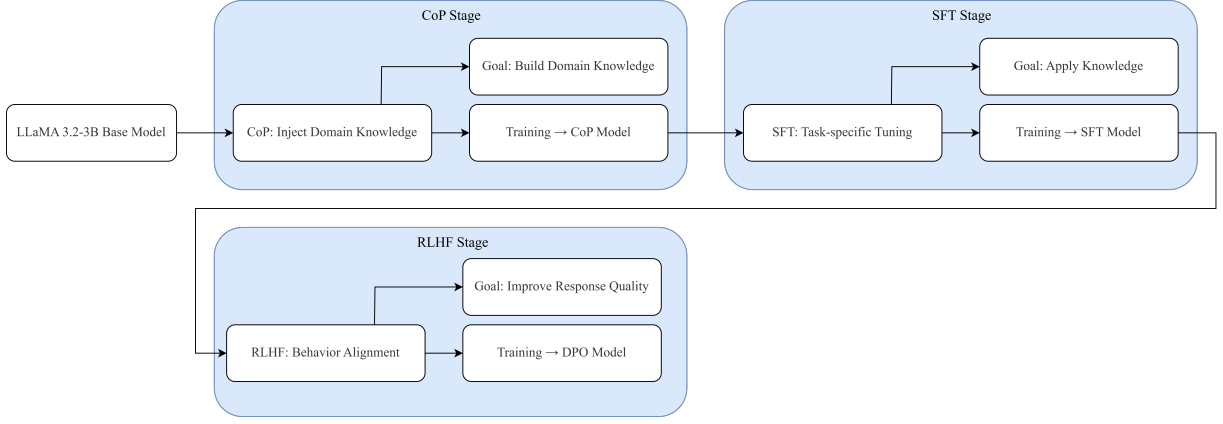 CoP Stage
Goal: Build Domain Knowledge
LLaMA 3.2-3B Base Model
CoP: Inject Domain Knowledge
Training → CoP Model
SFT Stage
Goal: Apply Knowledge
SFT: Task-specific Tuning
Training → SFT Model
RLHF Stage
Goal: Improve Response Quality
RLHF: Behavior Alignment
Training → DPO Model